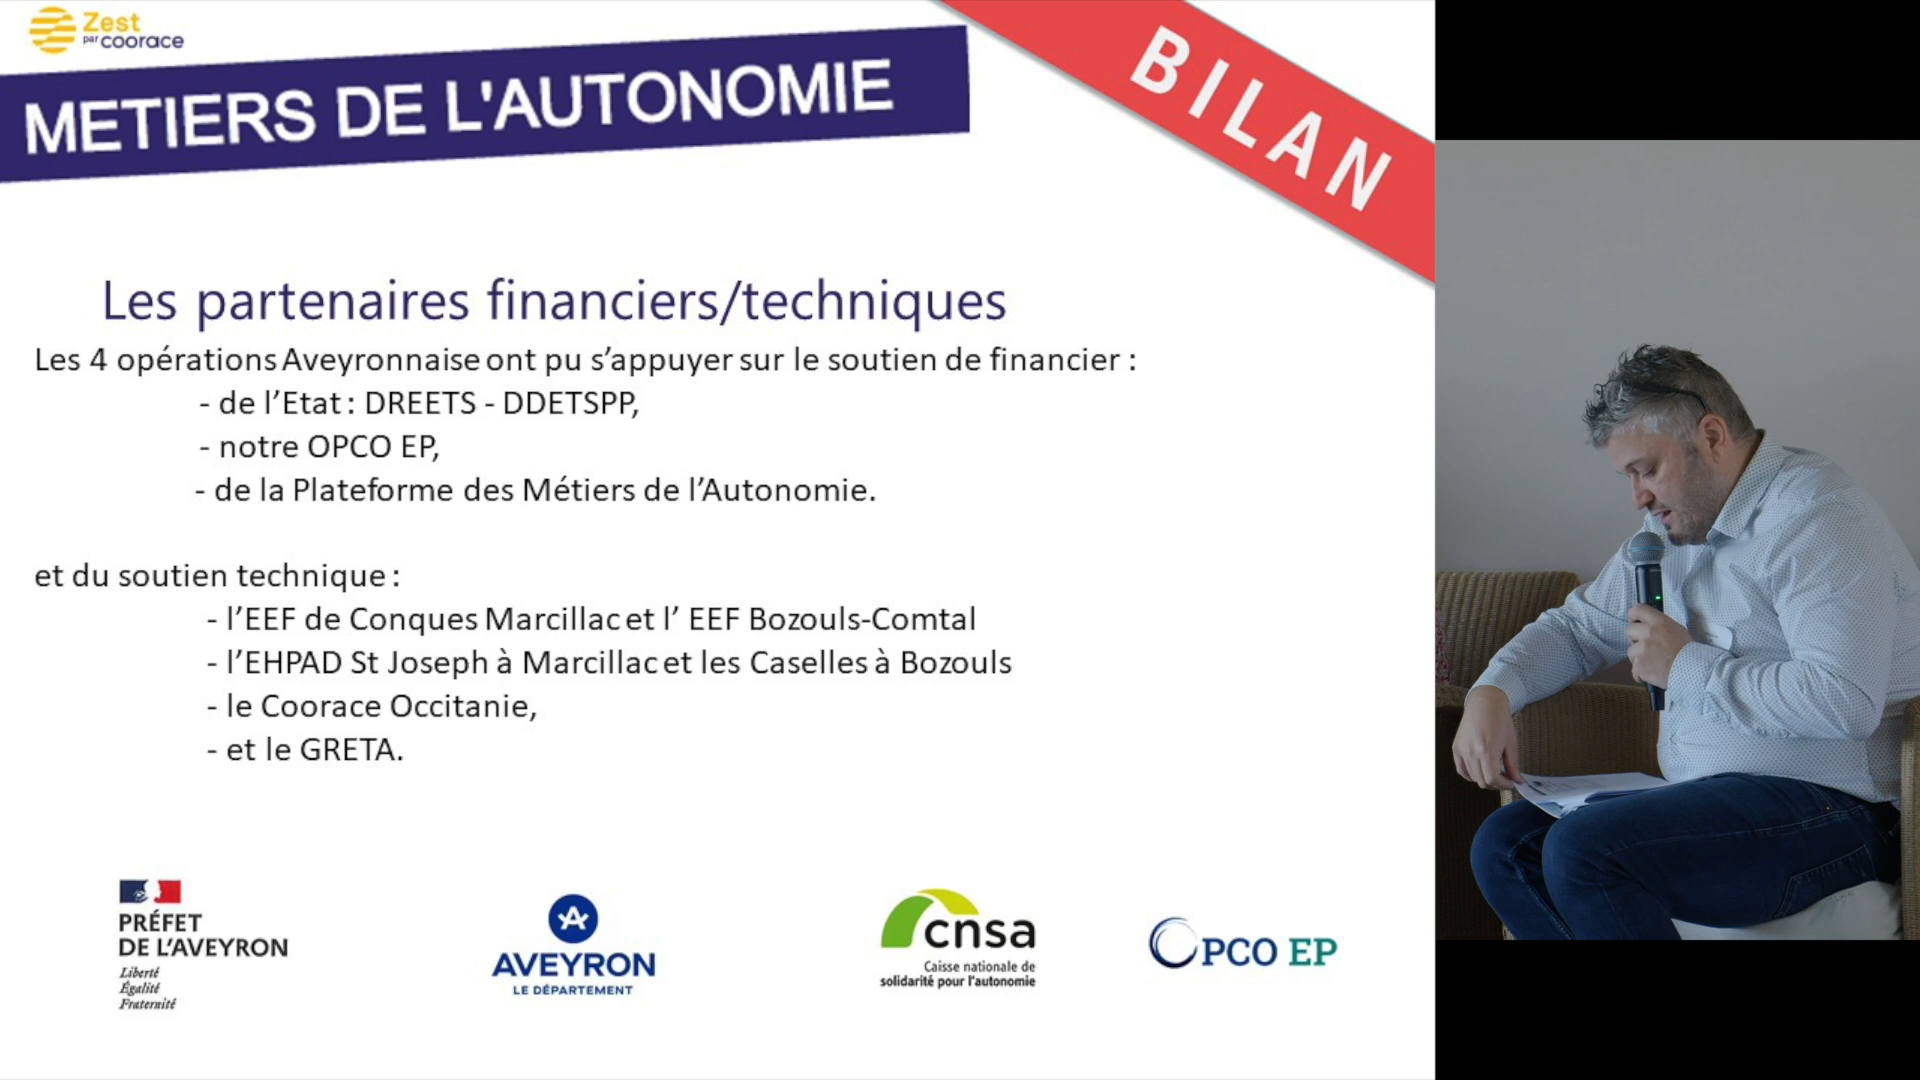 Zest
par coorace
METIERS DE L'AUTONOMIE
BILAN
Les partenaires financiers/techniques
Les 4 opérations Aveyronnaise ont pu s’appuyer sur le soutien de financier :
- de l’Etat : DREETS - DDETSPP,
- notre OPCO EP,
- de la Plateforme des Métiers de l’Autonomie.
et du soutien technique :
- l’EEF de Conques Marcillac et l’ EEF Bozouls-Comtal
- l’EHPAD St Joseph à Marcillac et les Caselles à Bozouls
- le Coorace Occitanie,
- et le GRETA.
PRÉFET
DE L’AVEYRON
Liberté
Égalité
Fraternité
AVEYRON
LE DÉPARTEMENT
cnsa
Caisse nationale de
solidarité pour l'autonomie
OPCO EP